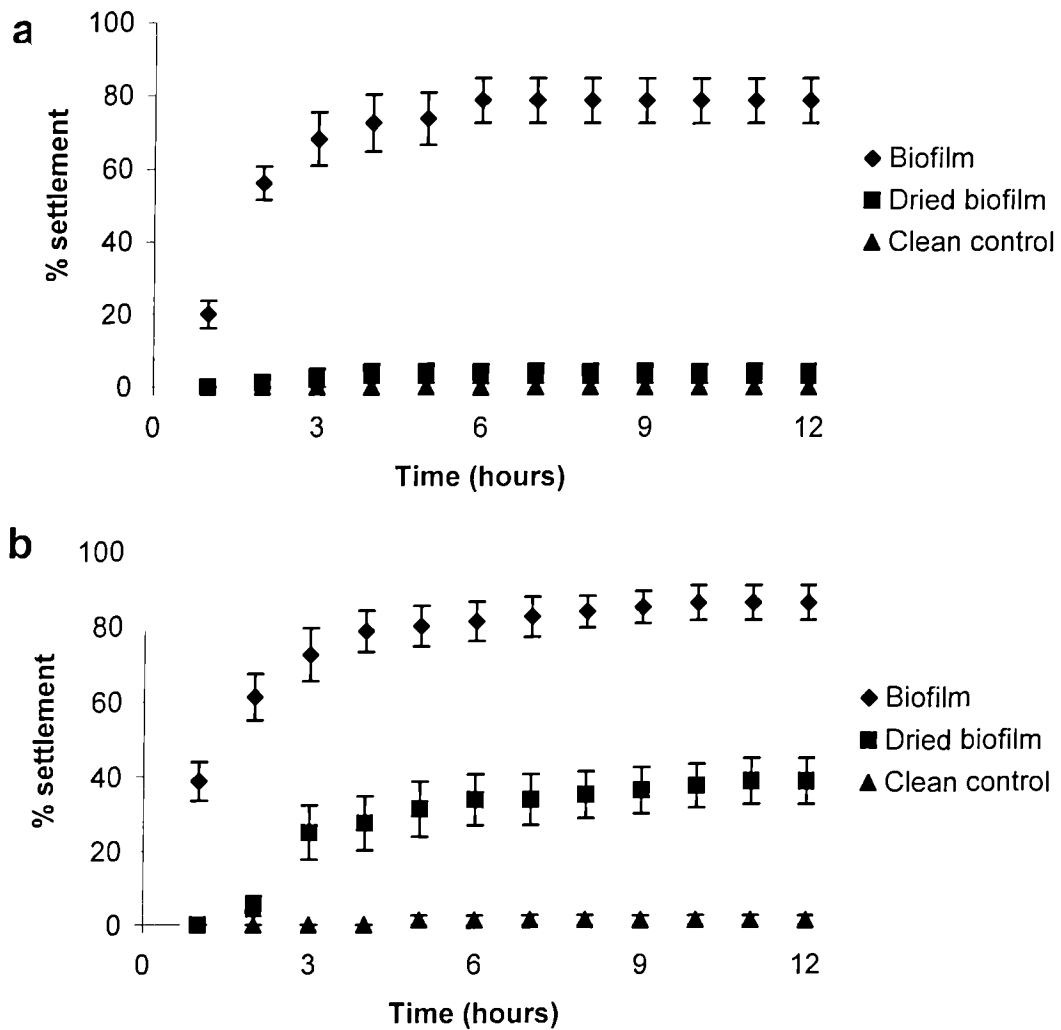 a
100
80
60
40
20
0
% settlement
0 3 6 9 12
Time (hours)
Biofilm
Dried biofilm
Clean control
b
100
80
60
40
20
0
% settlement
0 3 6 9 12
Time (hours)
Biofilm
Dried biofilm
Clean control